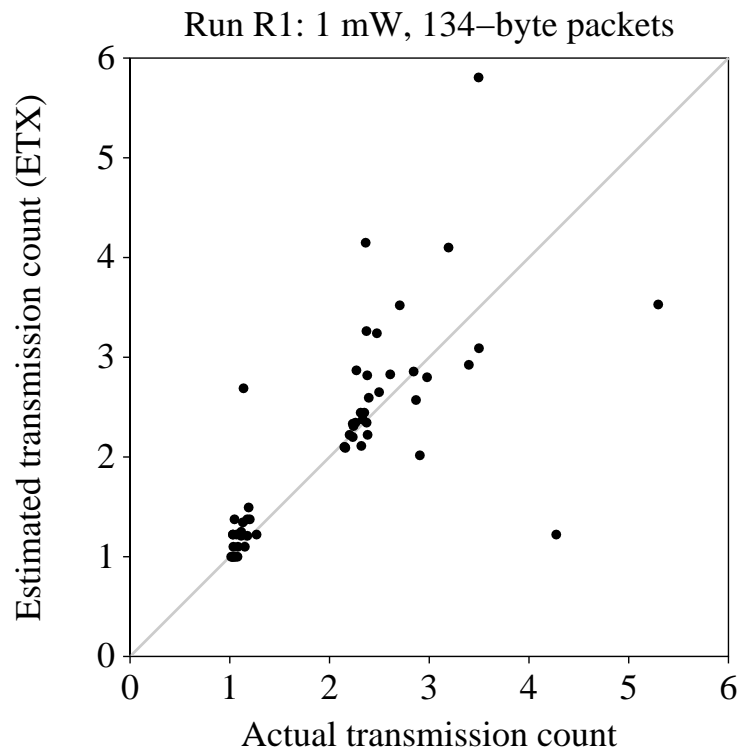 Run R1: 1 mW, 134−byte packets
Estimated transmission count (ETX)
6
5
4
3
2
1
0
0 1 2 3 4 5 6
Actual transmission count